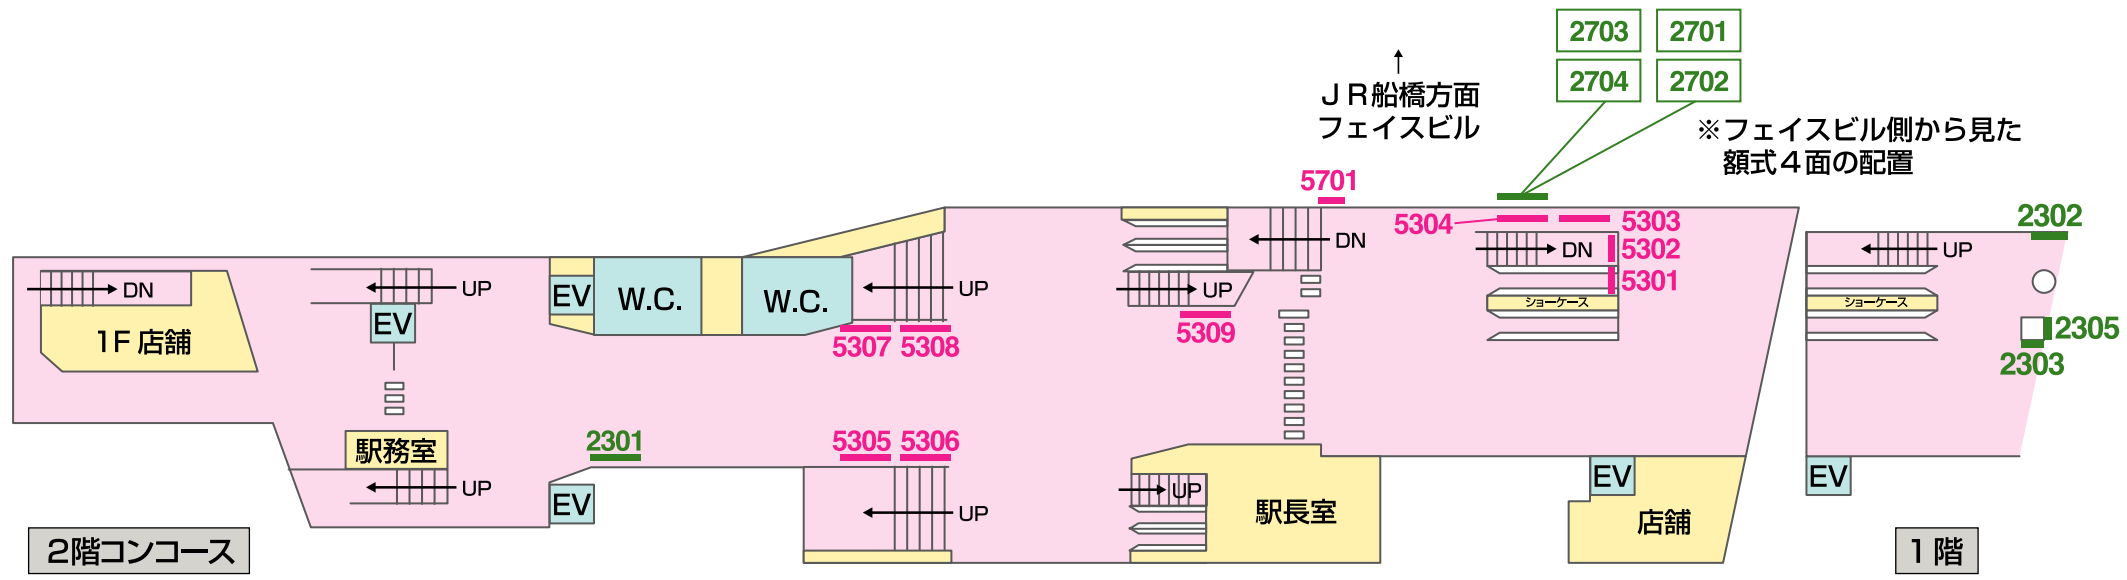 2703
2701
2704
2702
↑
JR船橋方面
フェイスビル
※フェイスビル側から見た
額式4面の配置
5701
5304
5303
5302
5301
2302
DN
DN
UP
DN
UP
UP
UP
EV
W.C.
W.C.
EV
1F店舗
5307
5308
5309
ショーケース
ショーケース
2305
2303
駅務室
2301
5305
5306
UP
EV
UP
UP
駅長室
EV
店舗
EV
2階コンコース
1階